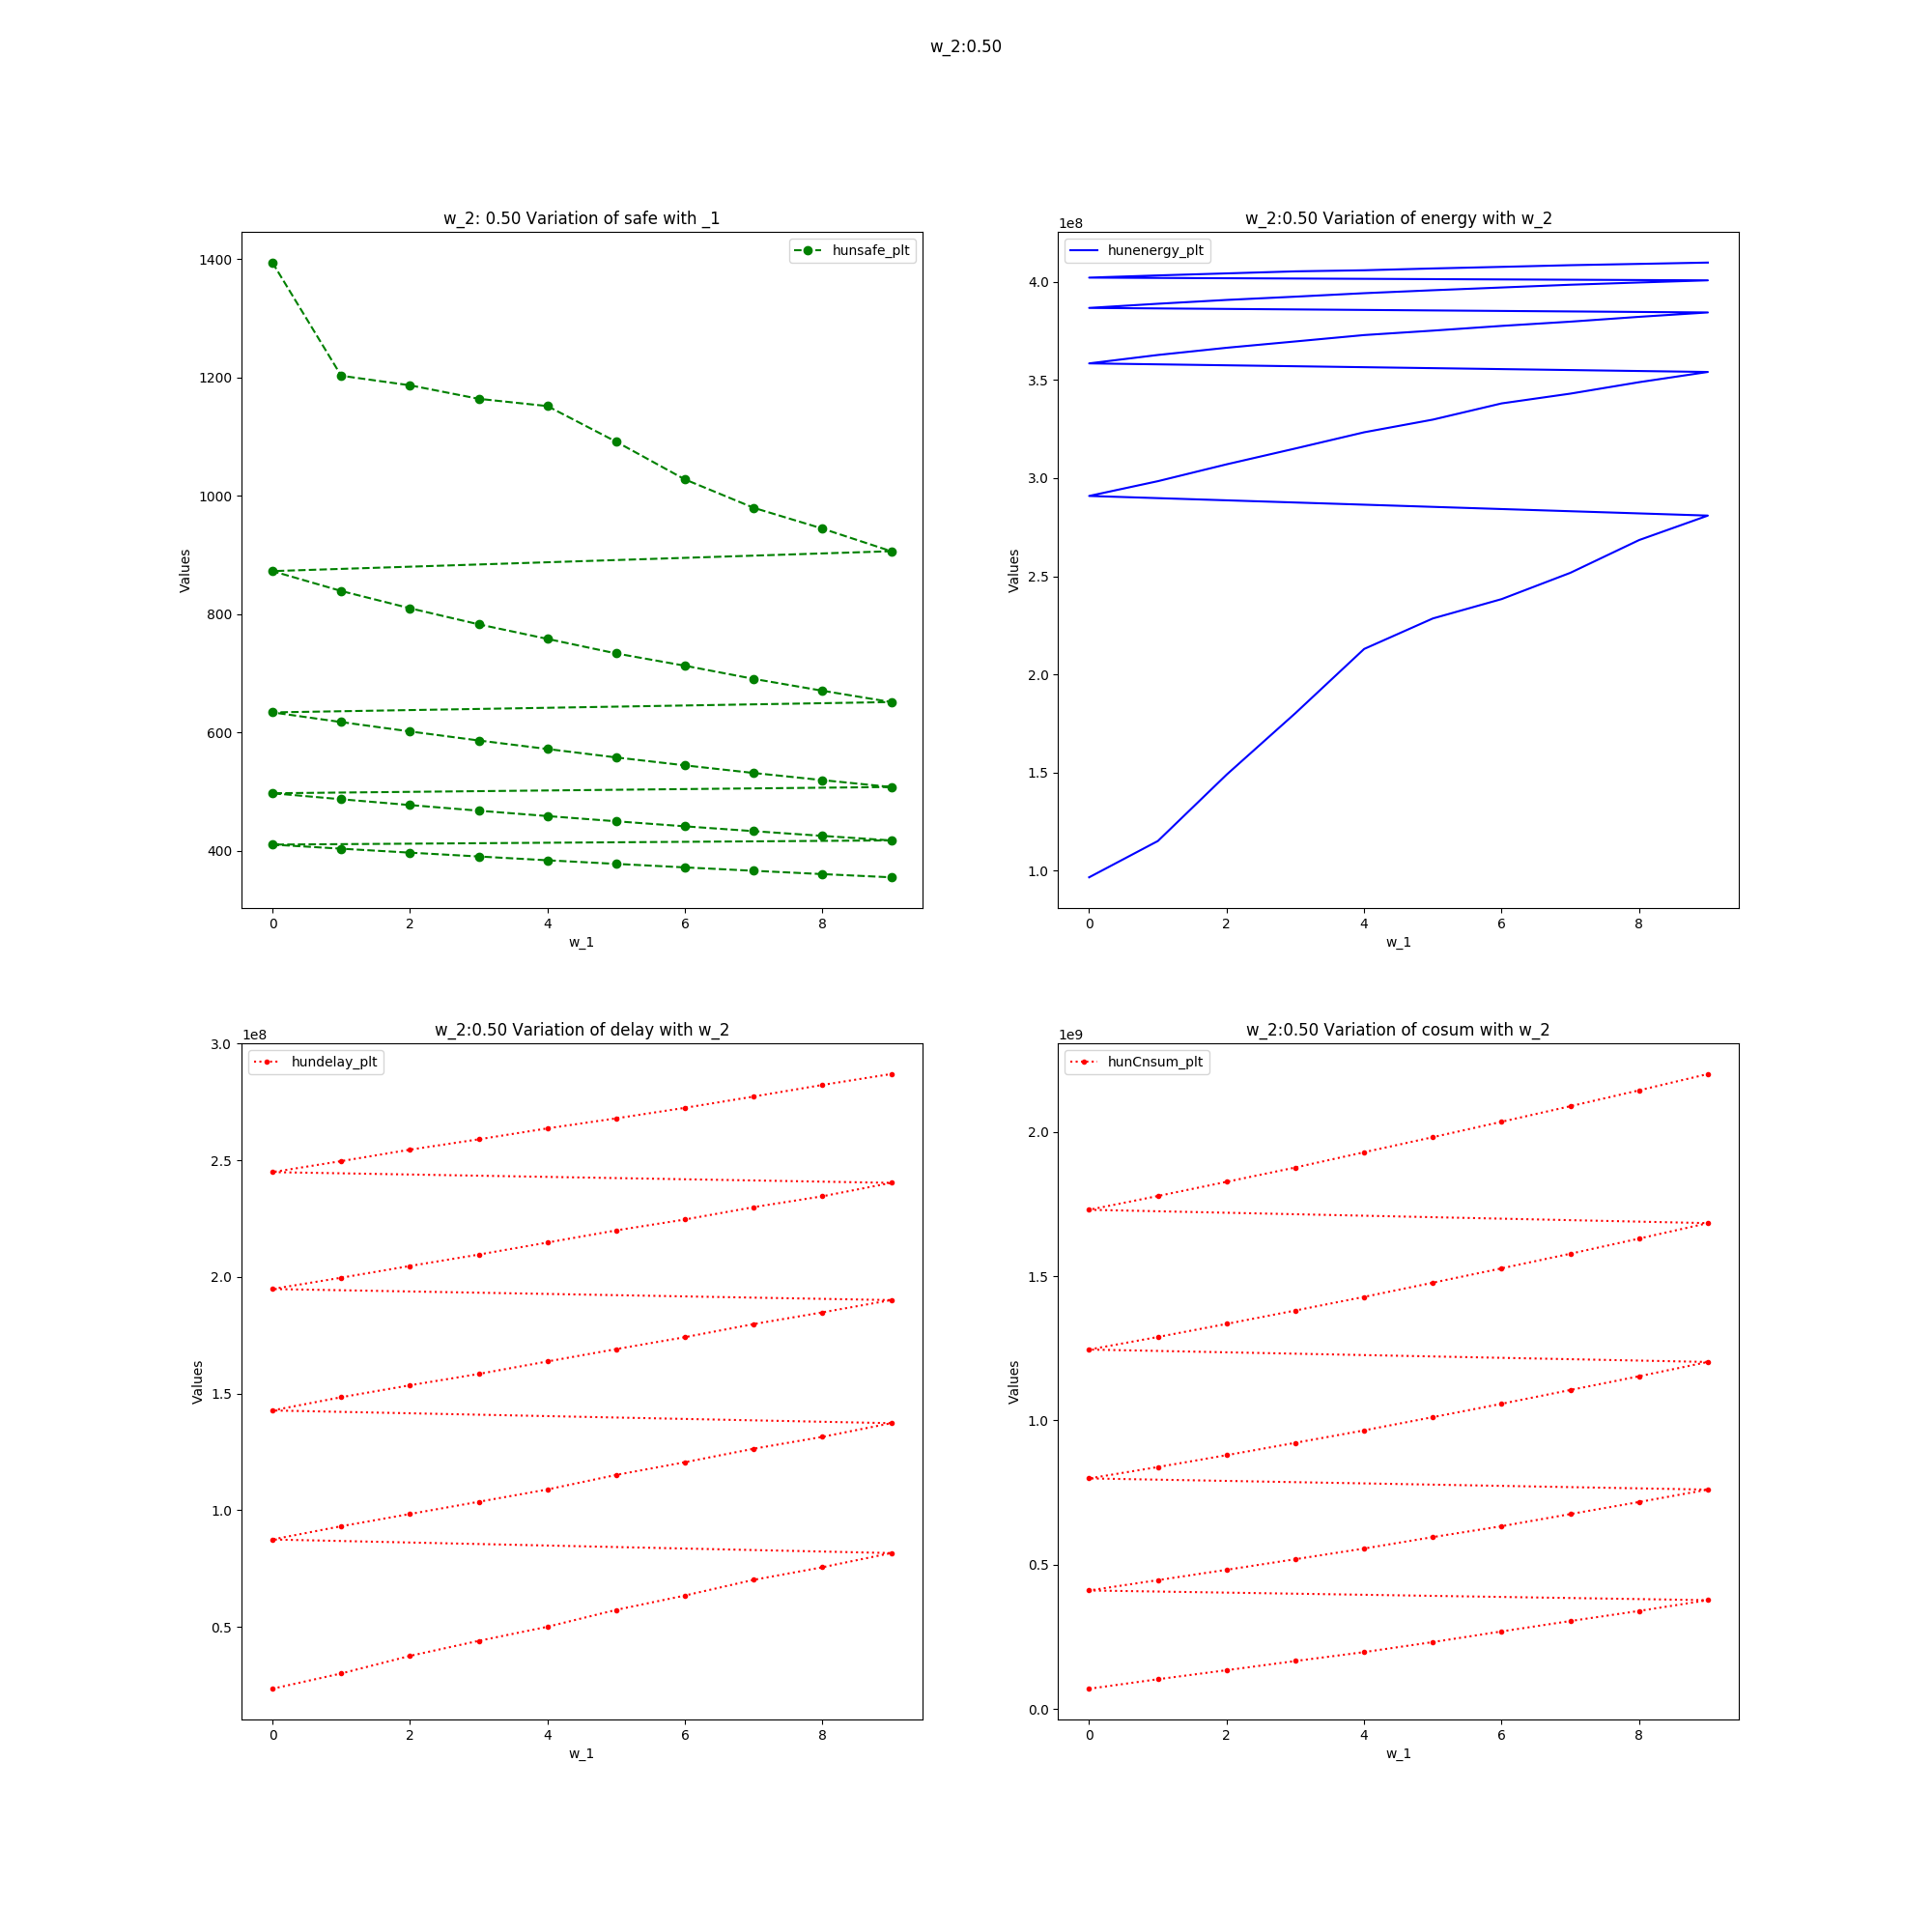 w_2:0.50
w_2: 0.50 Variation of safe with _1
hunsafe_plt
1400
1200
1000
800
600
400
Values
0 2 4 6 8
w_1
w_2:0.50 Variation of energy with w_2
1e8
hunenergy_plt
4.0
3.5
3.0
2.5
2.0
1.5
1.0
Values
0 2 4 6 8
w_1
w_2:0.50 Variation of delay with w_2
1e8
hundelay_plt
3.0
2.5
2.0
1.5
1.0
0.5
Values
0 2 4 6 8
w_1
w_2:0.50 Variation of cosum with w_2
1e9
hunCnsum_plt
2.0
1.5
1.0
0.5
0.0
Values
0 2 4 6 8
w_1